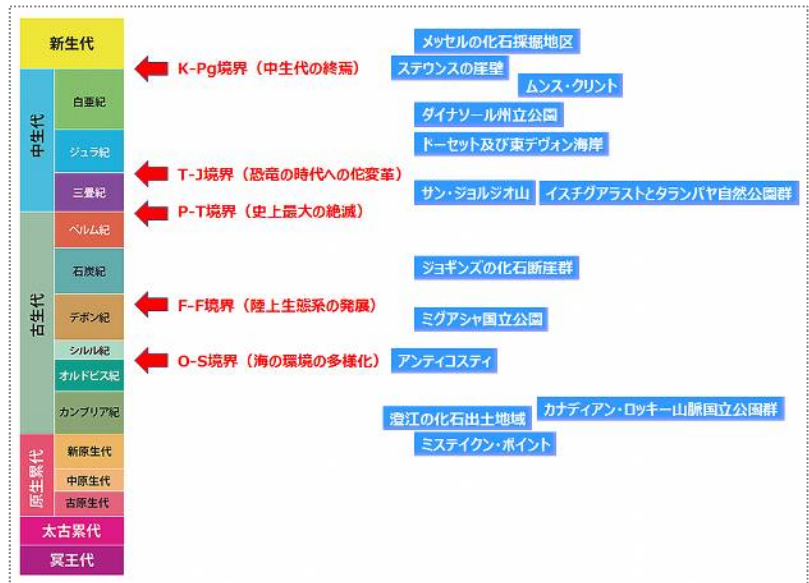 新生代
メッセルの化石採掘地区
K-Pg境界（中生代の終焉）
ステウンスの崖壁
ムンス・クリント
中生代
白亜紀
ダイナソール州立公園
ジュラ紀
ドーセット及び東デヴォン海岸
T-J境界（恐竜の時代への佗変革）
三畳紀
サン・ジョルジオ山
イスチグアラストとタランパヤ自然公園群
P-T境界（史上最大の絶滅）
古生代
ペルム紀
石炭紀
ジョギンズの化石断崖群
F-F境界（陸上生態系の発展）
デボン紀
ミグアシャ国立公園
シルル紀
O-S境界（海の環境の多様化）
アンティコスティ
オルドビス紀
カンブリア紀
澄江の化石出土地域
カナディアン・ロッキー山脈国立公園群
ミステイクン・ポイント
原生累代
新原生代
中原生代
古原生代
太古累代
冥王代